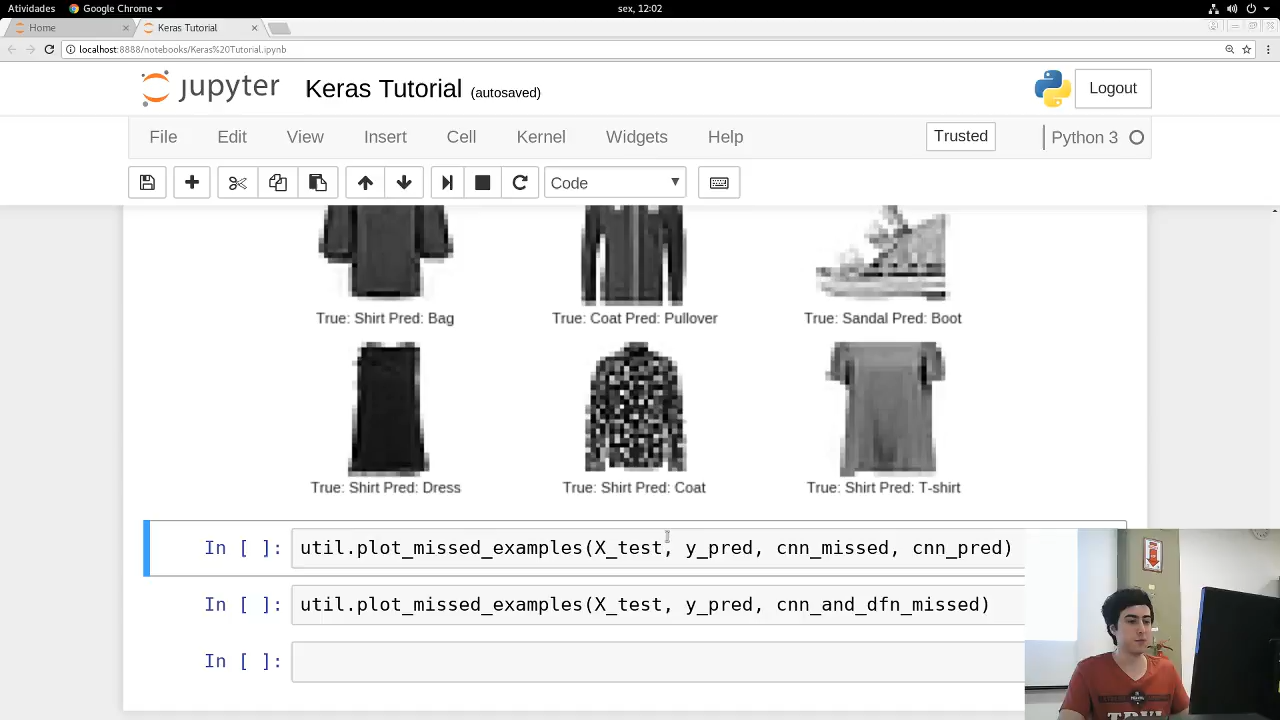 Atividades Google Chrome sex, 12:02
Home Keras Tutorial
localhost:8888/notebooks/Keras%20Tutorial.ipynb
jupyter Keras Tutorial (autosaved) Logout
File Edit View Insert Cell Kernel Widgets Help Trusted Python 3
Code
True: Shirt Pred: Bag True: Coat Pred: Pullover True: Sandal Pred: Boot
True: Shirt Pred: Dress True: Shirt Pred: Coat True: Shirt Pred: T-shirt
In [ ]: util.plot_missed_examples(X_test, y_pred, cnn_missed, cnn_pred)
In [ ]: util.plot_missed_examples(X_test, y_pred, cnn_and_dfn_missed)
In [ ]: